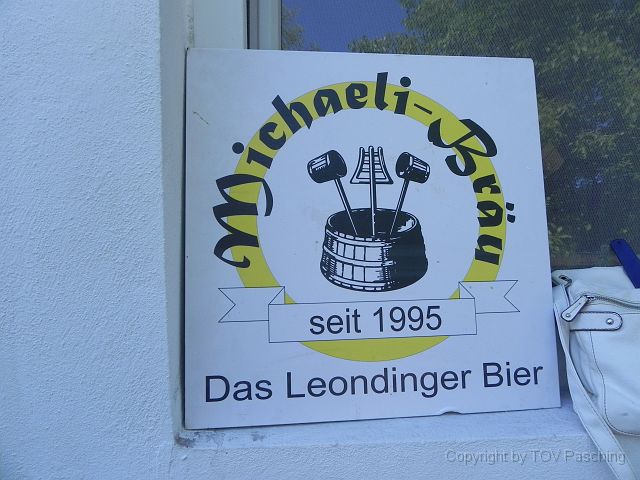 Michaeli-Bräu
seit 1995
Das Leondinger Bier
Copyright by TOV Pasching